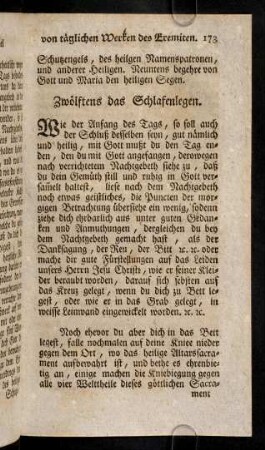 von täglichen Werken des Eremiten. 173
Schutzengels, des heilgen Namenspatronen,
und anderer Heiligen. Neuntens begehre von
Gott und Maria den heiligen Segen.
Zwölftens das Schlafenlegen.
Wie der Anfang des Tags, so soll auch
der Schluß desselben seyn, gut nämlich
und heilig, mit Gott mußt du den Tag en-
den, den du mit Gott angefangen, derowegen
nach verrichtetem Nachtgebeth siehe zu, daß
du dein Gemüth still und ruhig in Gott ver-
samelt haltest, liese nach dem Nachtgebeth
noch etwas geistliches, die Puncten der mor-
gigen Betrachtung übersiehe ein wenig, sodenn
ziehe dich ehrbarlich aus unter guten Gedan-
ken und Anmuthungen, dergleichen du bey
dem Nachtgebeth gemacht hast, als der
Danksagung, der Reu, der Bitt ꝛc. ꝛc. oder
mache dir gute Fürstellungen auf das Leiden
unsers Herrn Jesu Christi, wie er seiner Klei-
der beraubt worden, darauf sich selbsten auf
das Kreuz gelegt, wenn du dich zu Bett le-
gest, oder wie er in das Grab gelegt, in
weisse Leinwand eingewickelt worden. ꝛc. ꝛc.
Noch ehevor du aber dich in das Bett
legest, falle nochmalen auf deine Kniee nieder
gegen dem Ort, wo das heilige Altarssacra-
ment aufbewahrt ist, und bethe es ehrenbie-
tig an, einige machen die Kniebiegung gegen
alle vier Welttheile dieses göttlichen Sacra-
ment